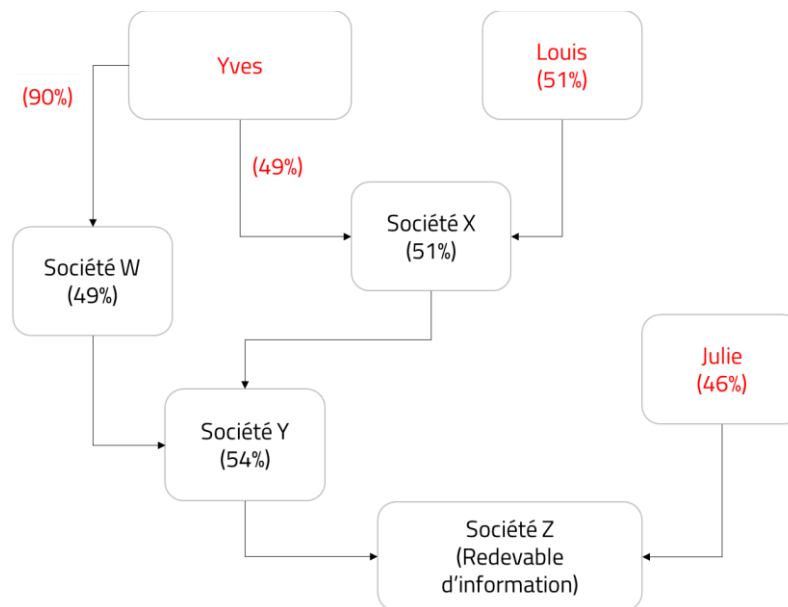 Yves
Louis
(51%)
(90%)
(49%)
Société X
(51%)
Société W
(49%)
Julie
(46%)
Société Y
(54%)
Société Z
(Redevable
d'information)